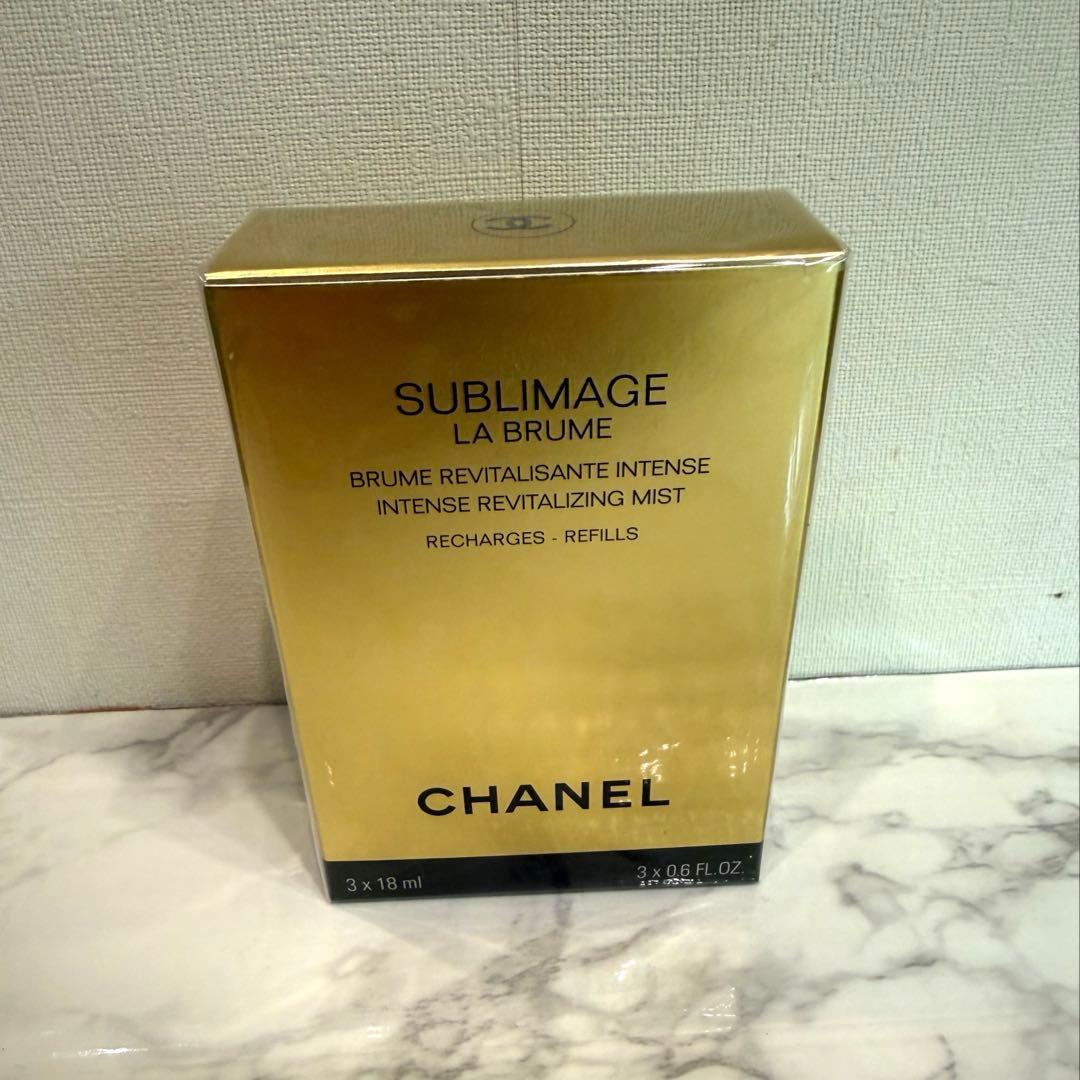 SUBLIMAGE
LA BRUME
BRUME REVITALISANTE INTENSE
INTENSE REVITALIZING MIST
RECHARGES - REFILLS
CHANEL
3 x 18 ml
3 x 0.6 FL.OZ.